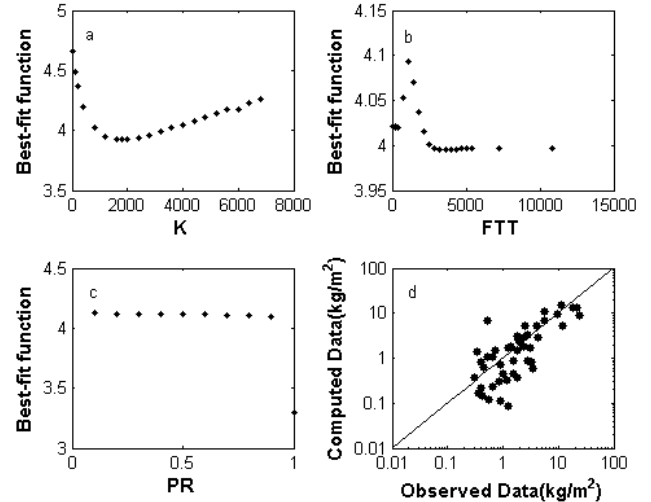 5
4.5
4
3.5
0
2000
4000
6000
8000
a
Best-fit function
K
4.15
4.1
4.05
4
3.95
0
5000
10000
15000
b
Best-fit function
FTT
4.5
4
3.5
3
0
0.5
1
c
Best-fit function
PR
100
10
1
0.1
0.01
0.01
0.1
1
10
100
d
Computed Data(kg/m²)
Observed Data(kg/m²)